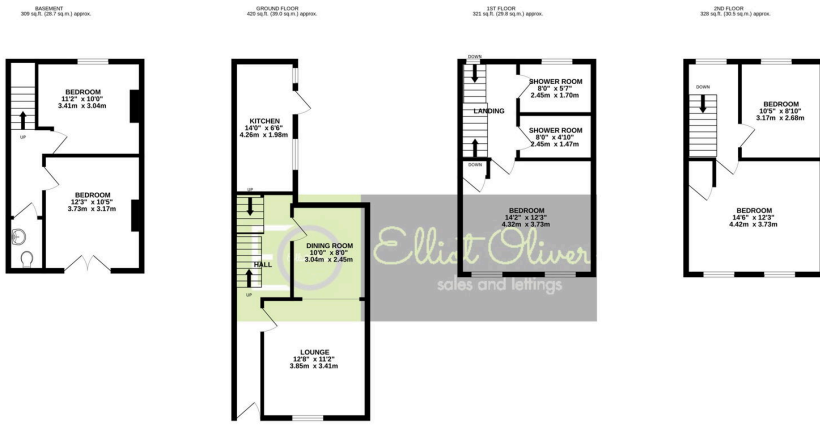 BASEMENT
309 sq.ft. (28.7 sq.m.) approx.
BEDROOM
11'2" x 10'0"
3.41m x 3.04m
UP
BEDROOM
12'3" x 10'5"
3.73m x 3.17m
GROUND FLOOR
420 sq.ft. (39.0 sq.m.) approx.
KITCHEN
14'0" x 6'6"
4.26m x 1.98m
UP
DINING ROOM
10'0" x 8'0"
3.04m x 2.45m
HALL
UP
LOUNGE
12'8" x 11'2"
3.85m x 3.41m
1ST FLOOR
321 sq.ft. (29.8 sq.m.) approx.
DOWN
SHOWER ROOM
8'0" x 5'7"
2.45m x 1.70m
LANDING
SHOWER ROOM
8'0" x 4'10"
2.45m x 1.47m
DOWN
BEDROOM
14'2" x 12'3"
4.32m x 3.73m
2ND FLOOR
328 sq.ft. (30.5 sq.m.) approx.
DOWN
BEDROOM
10'5" x 8'10"
3.17m x 2.68m
BEDROOM
14'6" x 12'3"
4.42m x 3.73m
Elliot Oliver
sales and lettings